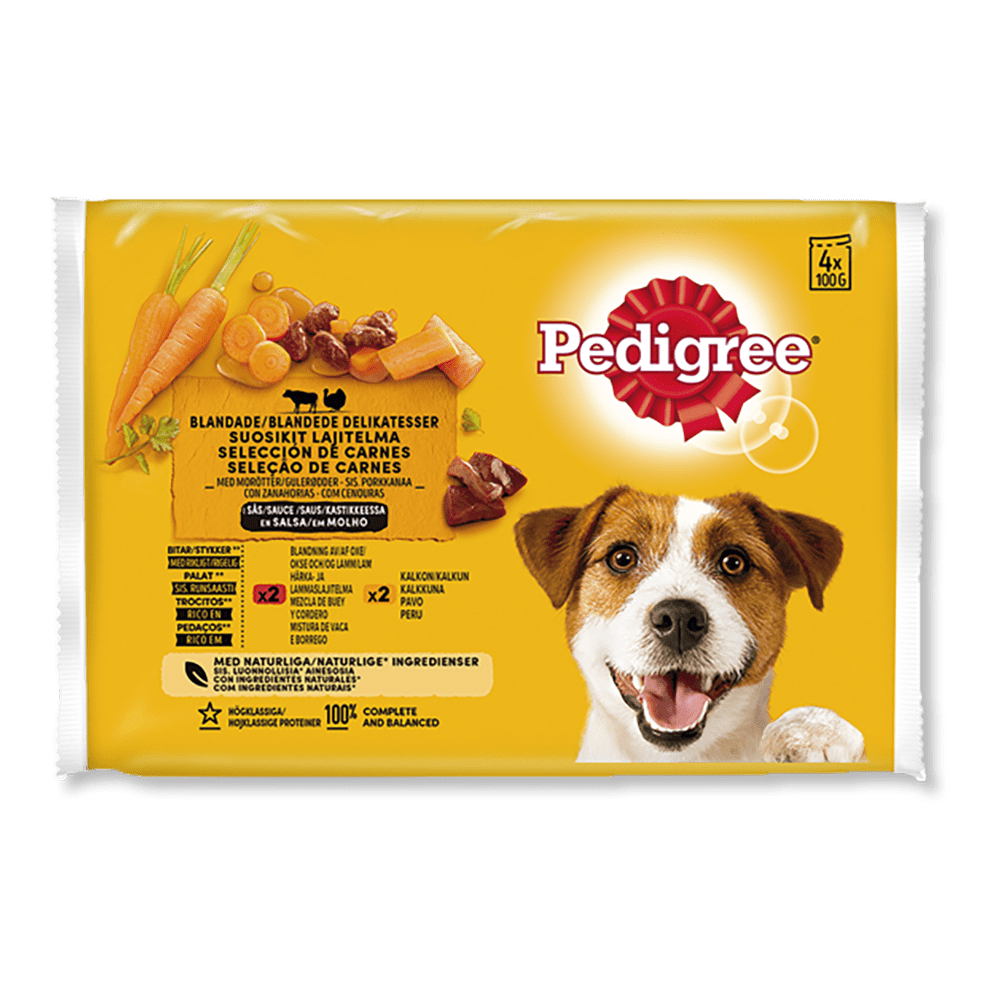 4x
100G
Pedigree®
BLANDADE/BLANDEDE DELIKATESSER
SUOSIKIT LAJITELMA
SELECCIÓN DE CARNES
SELEÇÃO DE CARNES
MED MORÖTTER/GULERØDDER - SIS. PORKKANAA
CON ZANAHORIAS - COM CENOURAS
I SÅS/SAUCE /SAUS/KASTIKKEESSA
EN SALSA/EM MOLHO
BITAR/STYKKER**
MED RIKLIGT/RIGELIG
PALAT**
SIS. RUNSAASTI
TROCITOS**
RICO EN
PEDAÇOS**
RICO EM
x2
BLANDNING AV/AF OXE/
OKSE OCH/OG LAMM/LAM
HÄRKA- JA
LAMMASLAJITELMA
MEZCLA DE BUEY
Y CORDERO
MISTURA DE VACA
E BORREGO
x2
KALKON/KALKUN
KALKKUNA
PAVO
PERU
MED NATURLIGA/NATURLIGE* INGREDIENSER
SIS. LUONNOLLISIA* AINESOSIA
CON INGREDIENTES NATURALES*
COM INGREDIENTES NATURAIS*
HÖGKLASSIGA/
HØJKLASSIGE PROTEINER
100% COMPLETE
AND BALANCED